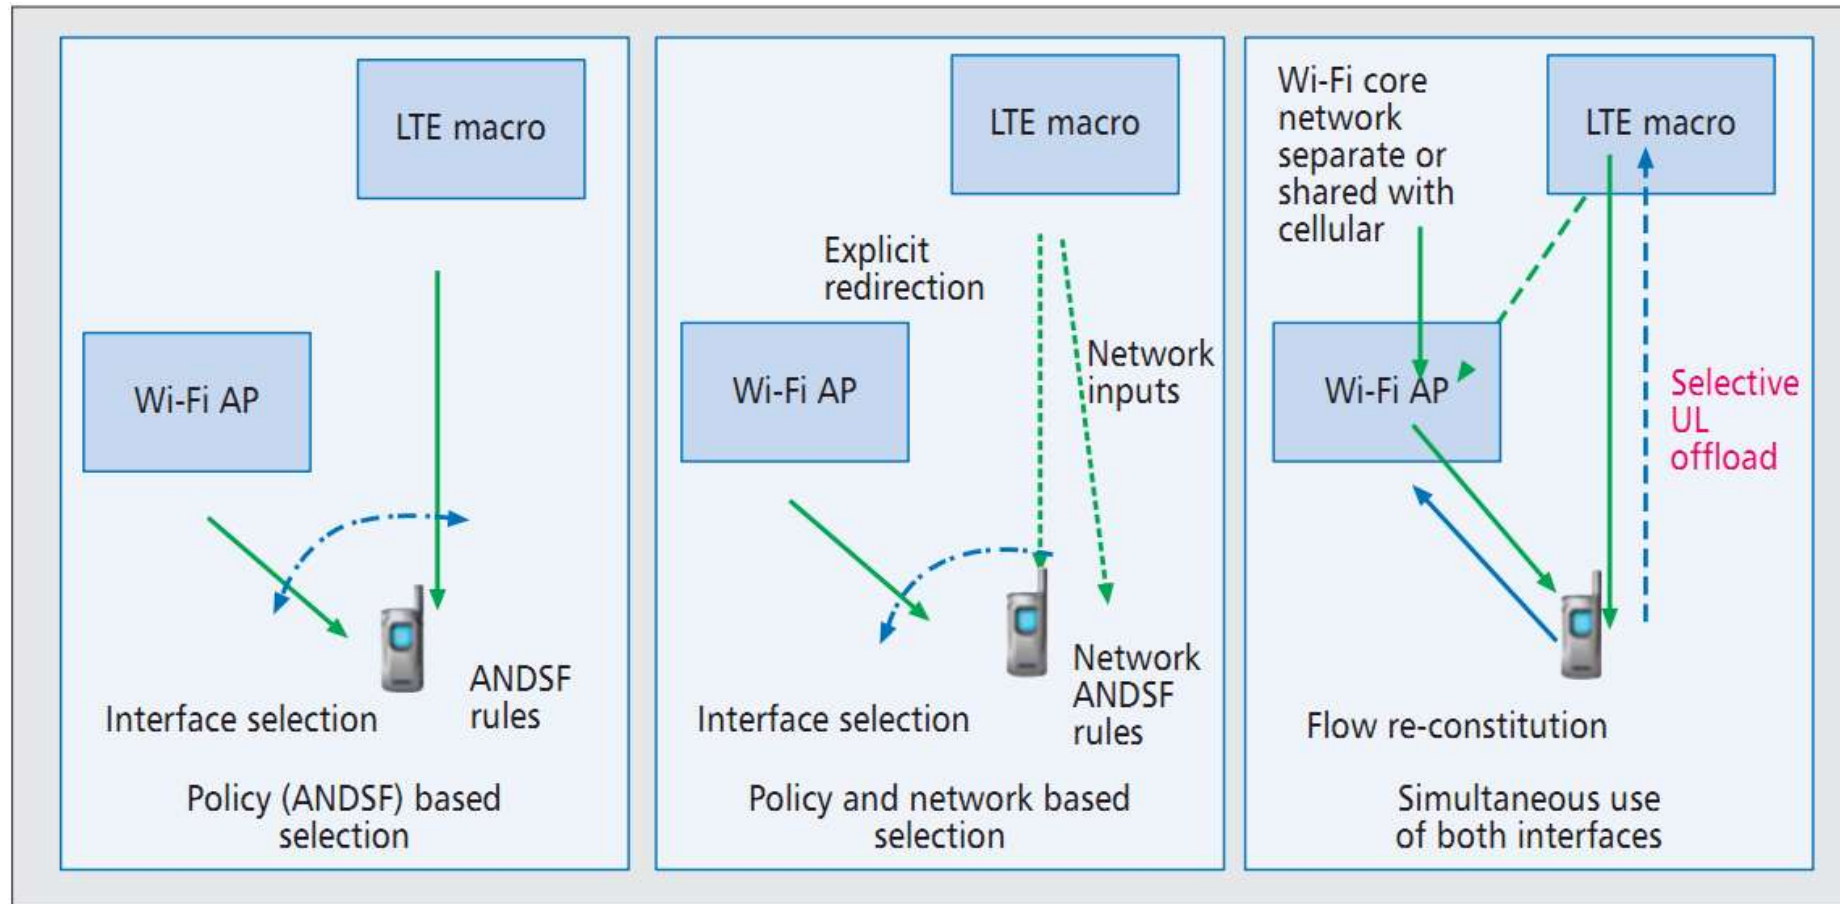 LTE macro
Wi-Fi AP
ANDSF
rules
Interface selection
Policy (ANDSF) based
selection
LTE macro
Explicit
redirection
Network
inputs
Wi-Fi AP
Network
ANDSF
rules
Interface selection
Policy and network based
selection
Wi-Fi core
network
separate or
shared with
cellular
LTE macro
Wi-Fi AP
Selective
UL
offload
Flow re-constitution
Simultaneous use
of both interfaces